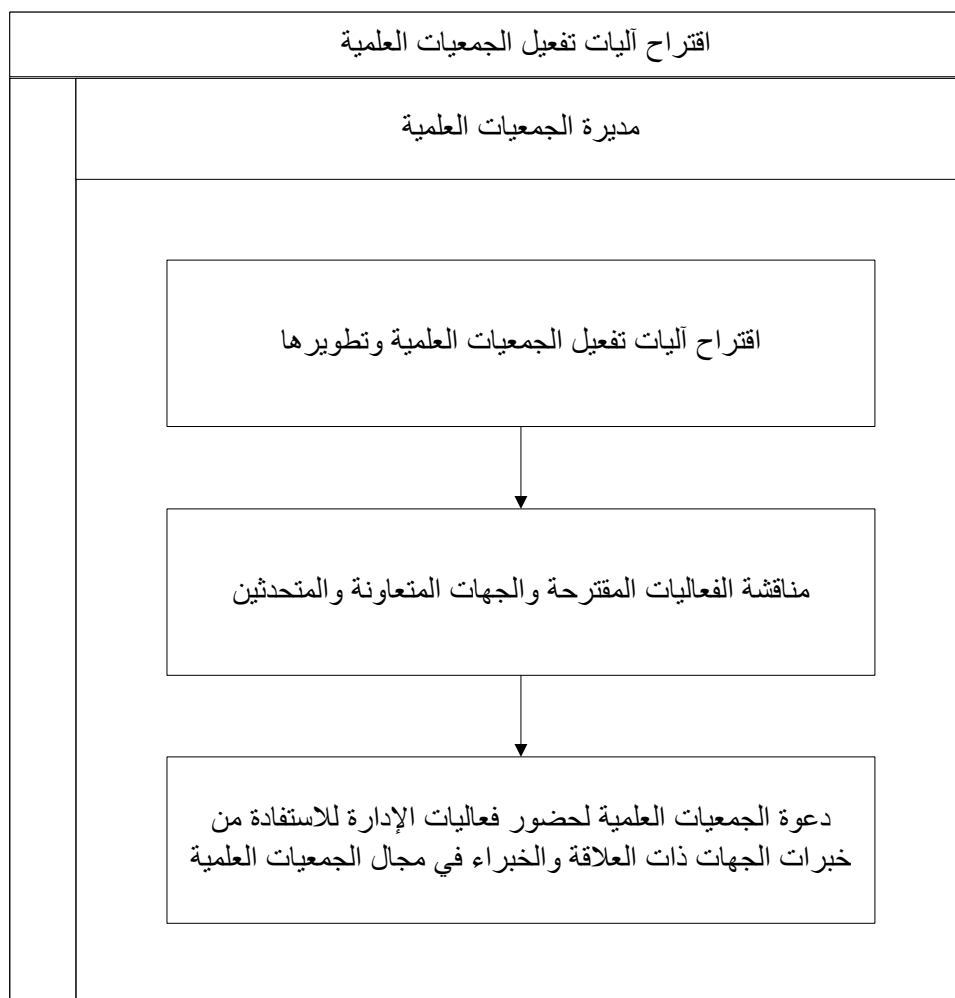 اقتراح آليات تفعيل الجمعيات العلمية
مديرة الجمعيات العلمية
اقتراح آليات تفعيل الجمعيات العلمية وتطويرها
مناقشة الفعاليات المقترحة والجهات المتعاونة والمتحدثين
دعوة الجمعيات العلمية لحضور فعاليات الإدارة للاستفادة من
خبرات الجهات ذات العلاقة والخبراء في مجال الجمعيات العلمية